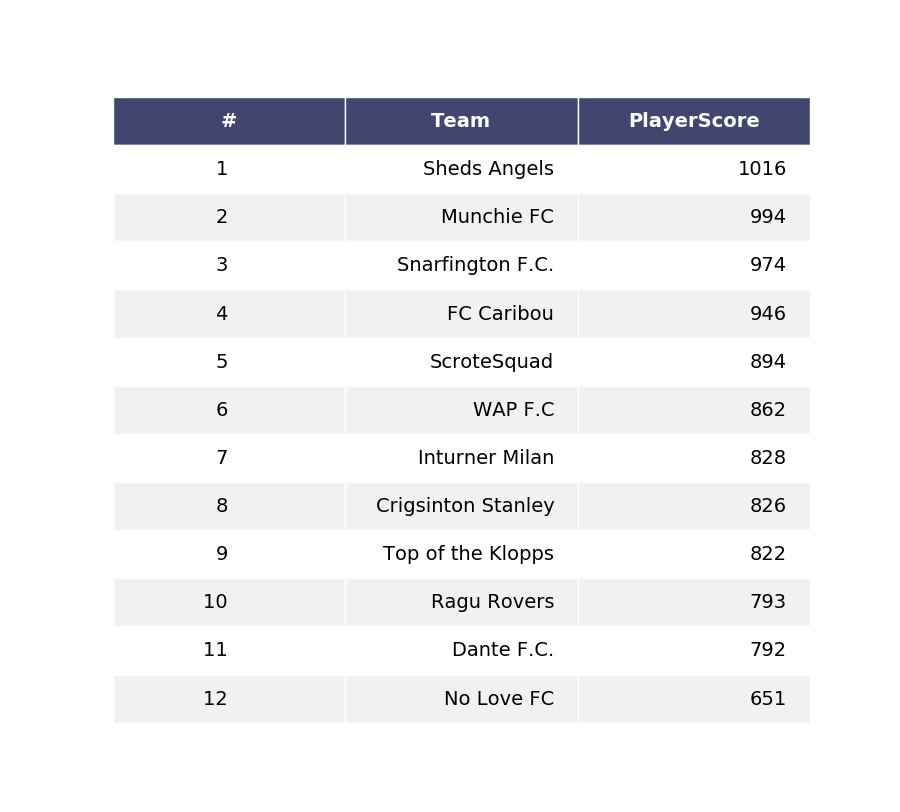 # Team PlayerScore
1 Sheds Angels 1016
2 Munchie FC 994
3 Snarfington F.C. 974
4 FC Caribou 946
5 ScroteSquad 894
6 WAP F.C 862
7 Inturner Milan 828
8 Crigsinton Stanley 826
9 Top of the Klopps 822
10 Ragu Rovers 793
11 Dante F.C. 792
12 No Love FC 651